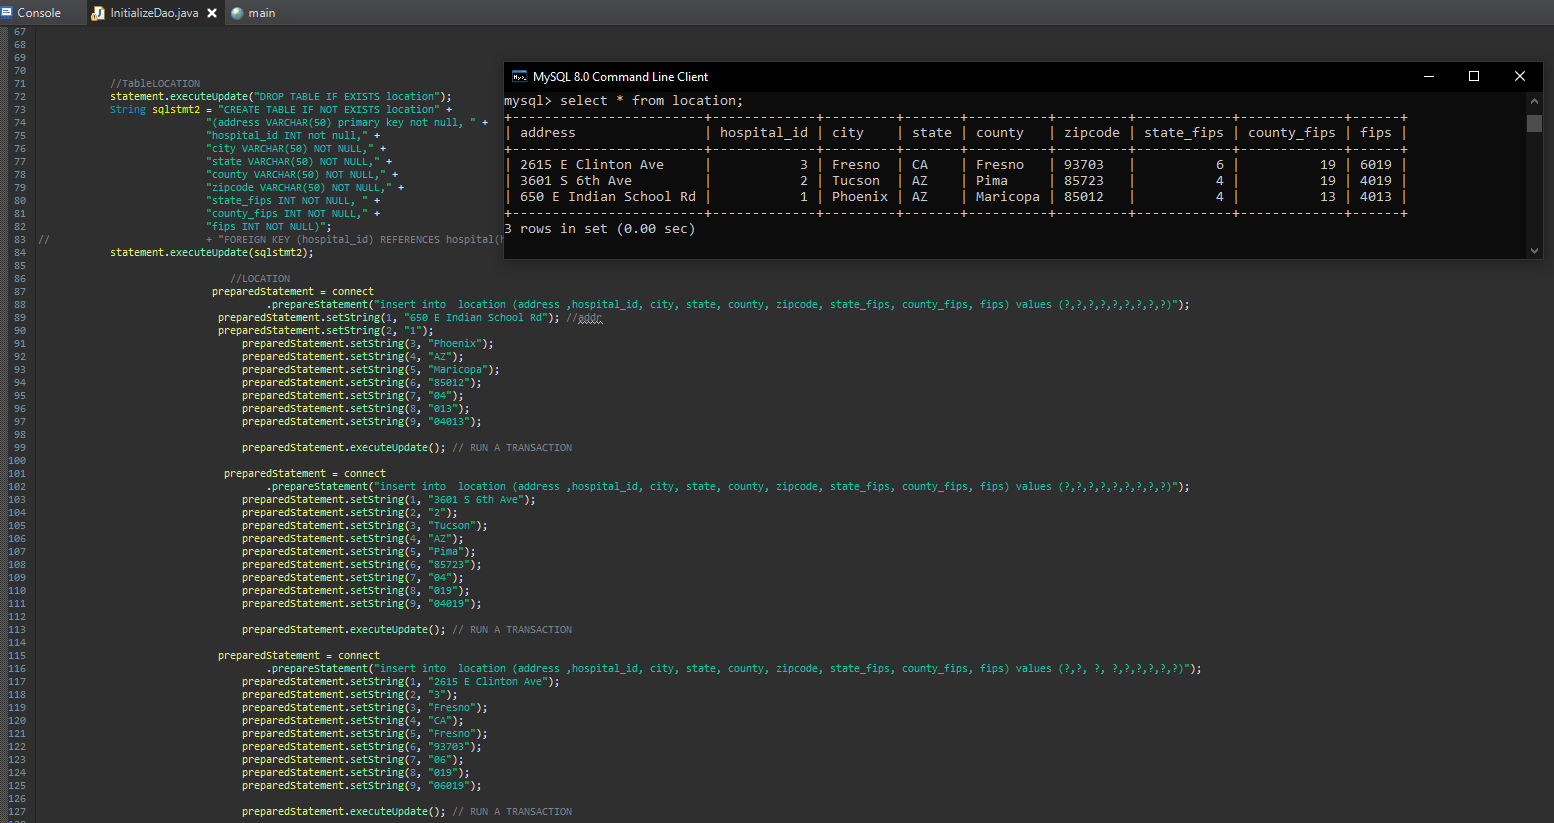 Console InitializeDao.java main
67
68
69
70
71 //TableLOCATION
72 statement.executeUpdate("DROP TABLE IF EXISTS location");
73 String sqlstmt2 = "CREATE TABLE IF NOT EXISTS location" +
74 "(address VARCHAR(50) primary key not null, " +
75 "hospital_id INT not null," +
76 "city VARCHAR(50) NOT NULL," +
77 "state VARCHAR(50) NOT NULL," +
78 "county VARCHAR(50) NOT NULL," +
79 "zipcode VARCHAR(50) NOT NULL," +
80 "state_fips INT NOT NULL, " +
81 "county_fips INT NOT NULL," +
82 "fips INT NOT NULL)";
83 // + "FOREIGN KEY (hospital_id) REFERENCES hospital(
84 statement.executeUpdate(sqlstmt2);
85
86 //LOCATION
87 preparedStatement = connect
88 .prepareStatement("insert into  location (address ,hospital_id, city, state, county, zipcode, state_fips, county_fips, fips) values (?,?,?,?,?,?,?,?,?)");
89 preparedStatement.setString(1, "650 E Indian School Rd"); //addr
90 preparedStatement.setString(2, "1");
91 preparedStatement.setString(3, "Phoenix");
92 preparedStatement.setString(4, "AZ");
93 preparedStatement.setString(5, "Maricopa");
94 preparedStatement.setString(6, "85012");
95 preparedStatement.setString(7, "04");
96 preparedStatement.setString(8, "013");
97 preparedStatement.setString(9, "04013");
98
99 preparedStatement.executeUpdate(); // RUN A TRANSACTION
100
101 preparedStatement = connect
102 .prepareStatement("insert into  location (address ,hospital_id, city, state, county, zipcode, state_fips, county_fips, fips) values (?,?,?,?,?,?,?,?,?)");
103 preparedStatement.setString(1, "3601 S 6th Ave");
104 preparedStatement.setString(2, "2");
105 preparedStatement.setString(3, "Tucson");
106 preparedStatement.setString(4, "AZ");
107 preparedStatement.setString(5, "Pima");
108 preparedStatement.setString(6, "85723");
109 preparedStatement.setString(7, "04");
110 preparedStatement.setString(8, "019");
111 preparedStatement.setString(9, "04019");
112
113 preparedStatement.executeUpdate(); // RUN A TRANSACTION
114
115 preparedStatement = connect
116 .prepareStatement("insert into  location (address ,hospital_id, city, state, county, zipcode, state_fips, county_fips, fips) values (?,?, ?, ?,?,?,?,?,?)");
117 preparedStatement.setString(1, "2615 E Clinton Ave");
118 preparedStatement.setString(2, "3");
119 preparedStatement.setString(3, "Fresno");
120 preparedStatement.setString(4, "CA");
121 preparedStatement.setString(5, "Fresno");
122 preparedStatement.setString(6, "93703");
123 preparedStatement.setString(7, "06");
124 preparedStatement.setString(8, "019");
125 preparedStatement.setString(9, "06019");
126
127 preparedStatement.executeUpdate(); // RUN A TRANSACTION
MySQL 8.0 Command Line Client
mysql> select * from location;
| address | hospital_id | city | state | county | zipcode | state_fips | county_fips | fips |
| 2615 E Clinton Ave | 3 | Fresno | CA | Fresno | 93703 | 6 | 19 | 6019 |
| 3601 S 6th Ave | 2 | Tucson | AZ | Pima | 85723 | 4 | 19 | 4019 |
| 650 E Indian School Rd | 1 | Phoenix | AZ | Maricopa | 85012 | 4 | 13 | 4013 |
3 rows in set (0.00 sec)